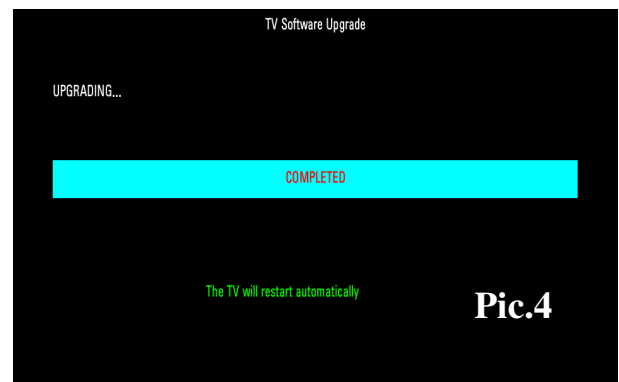 TV Software Upgrade
UPGRADING...
COMPLETED
The TV will restart automatically
Pic.4